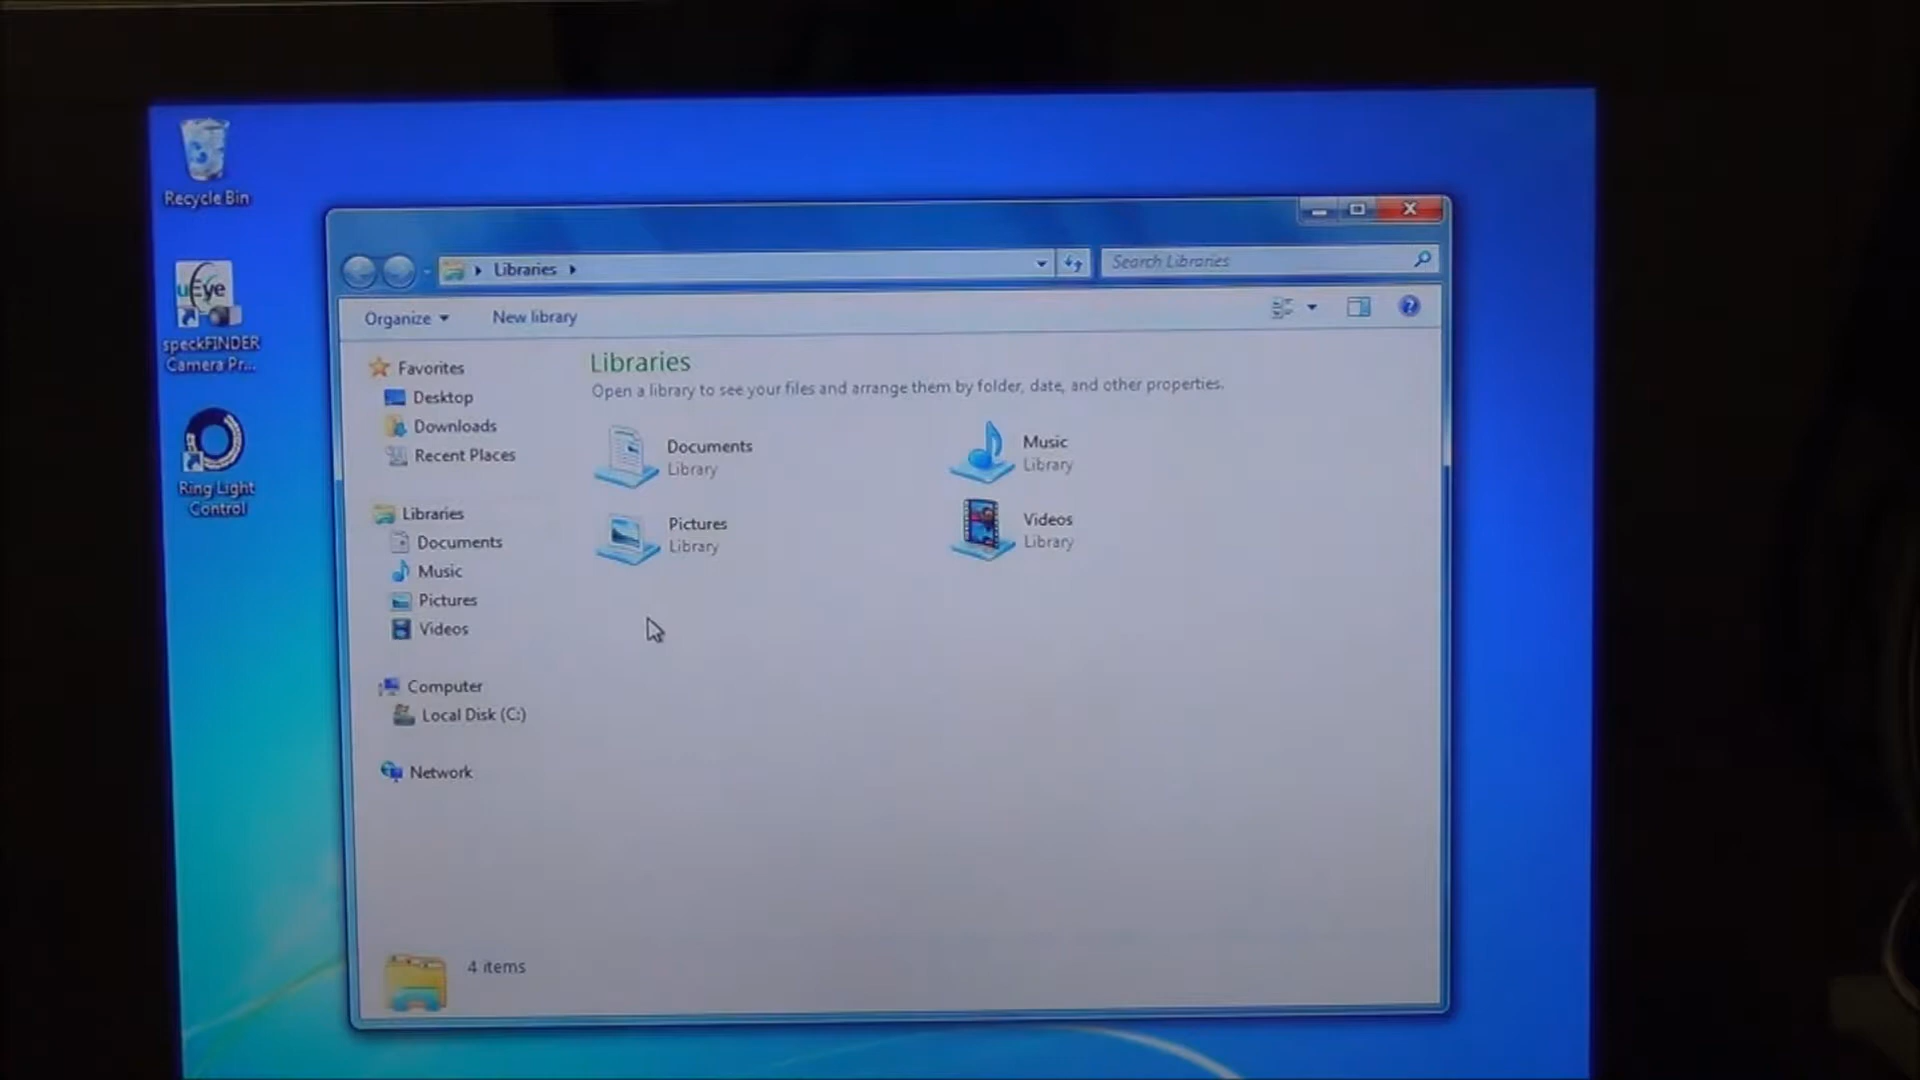 Recycle Bin
uEye
speckFINDER
Camera Pr...
Ring Light
Control
Libraries
Search Libraries
Organize
New library
Favorites
Desktop
Downloads
Recent Places
Libraries
Documents
Music
Pictures
Videos
Computer
Local Disk (C:)
Network
Libraries
Open a library to see your files and arrange them by folder, date, and other properties.
Documents
Library
Music
Library
Pictures
Library
Videos
Library
4 items